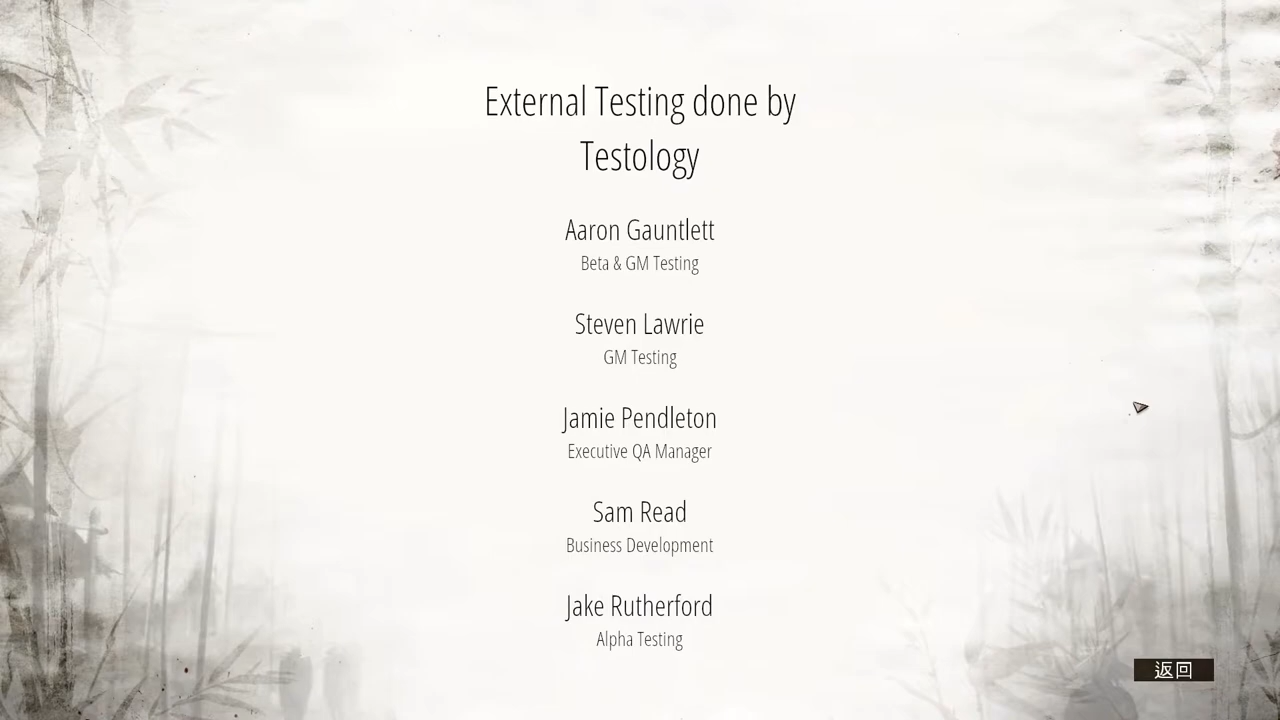 External Testing done by
Testology
Aaron Gauntlett
Beta & GM Testing
Steven Lawrie
GM Testing
Jamie Pendleton
Executive QA Manager
Sam Read
Business Development
Jake Rutherford
Alpha Testing
返回